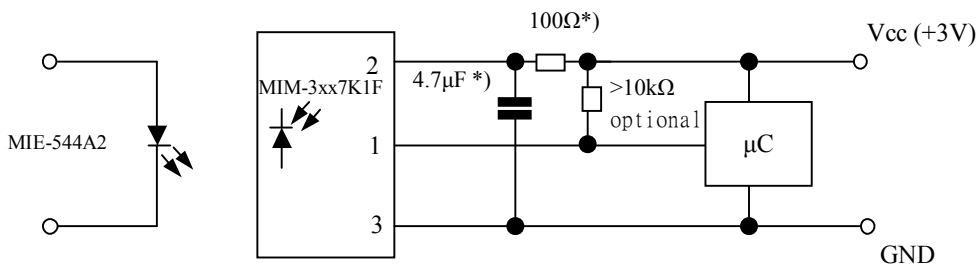 100Ω*)
Vcc (+3V)
2
MIM-3xx7K1F
4.7μF *)
>10kΩ
optional
MIE-544A2
1
μC
3
GND